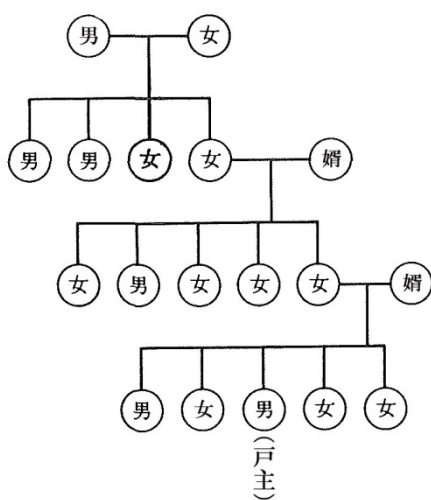 男 女
男 男 女 女 婿
女 男 女 女 女 婿
男 女 男 女 女
(戸主)